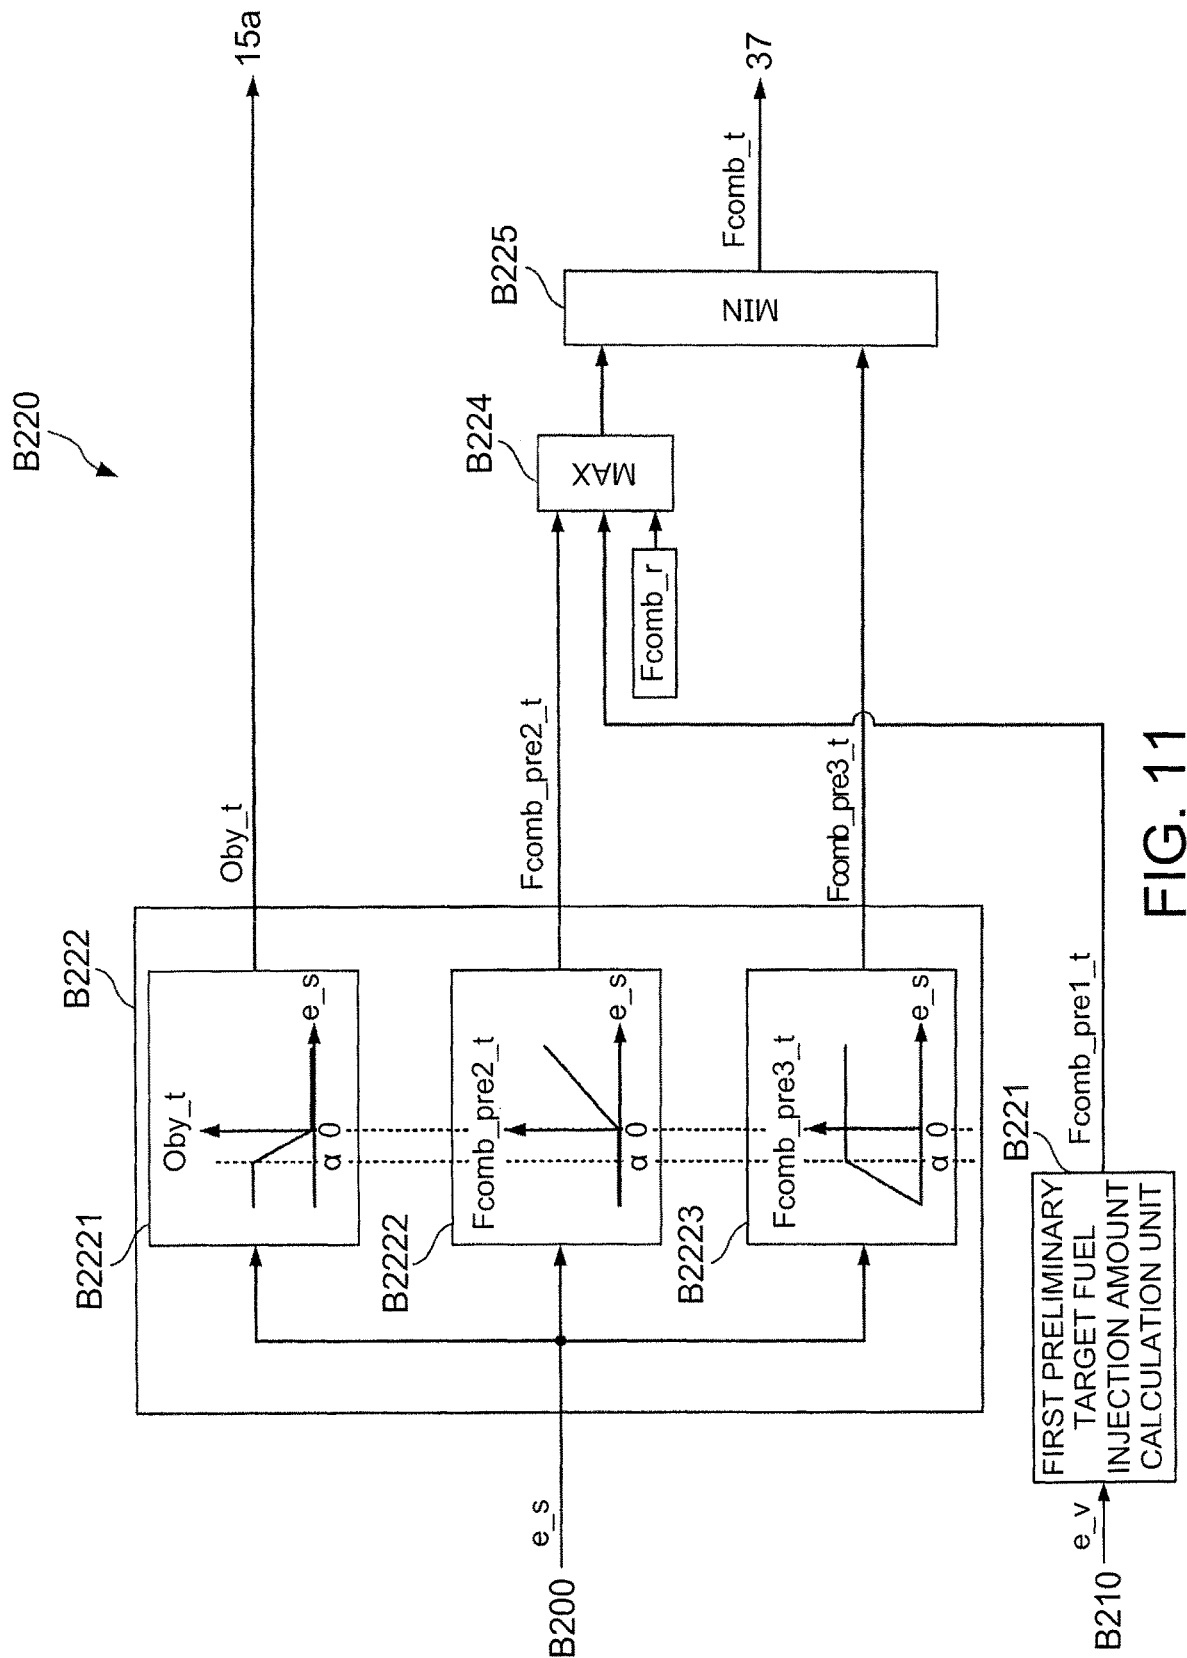 B220
B222
B2221
Oby_t
e_s
α 0
Oby_t
15a
B2222
Fcomb_pre2_t
e_s
α 0
Fcomb_pre2_t
B200
e_s
B2223
Fcomb_pre3_t
e_s
α 0
Fcomb_pre3_t
B224
MAX
Fcomb_r
B225
MIN
Fcomb_t
37
B210
e_v
B221
FIRST PRELIMINARY
TARGET FUEL
INJECTION AMOUNT
CALCULATION UNIT
Fcomb_pre1_t
FIG. 11